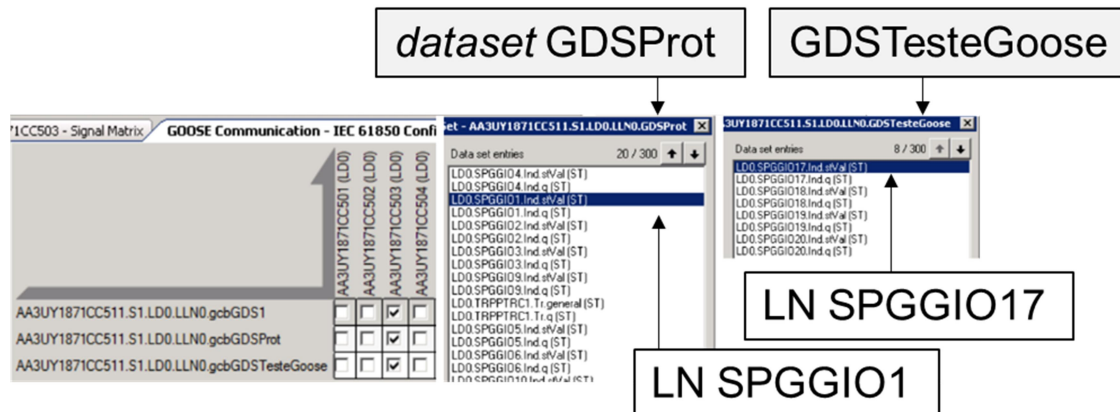 dataset GDSProt
GDSTesteGoose
71CC503 - Signal Matrix
GOOSE Communication - IEC 61850 Confi
AA3UY1871CC501 (LD0)
AA3UY1871CC502 (LD0)
AA3UY1871CC503 (LD0)
AA3UY1871CC504 (LD0)
AA3UY1871CC511.S1.LD0.LLN0.gcbGDS1
AA3UY1871CC511.S1.LD0.LLN0.gcbGDSProt
AA3UY1871CC511.S1.LD0.LLN0.gcbGDSTesteGoose
Set - AA3UY1871CC511.S1.LD0.LLN0.GDSProt
Data set entries 20 / 300
LD0.SPGGIO4.Ind.stVal (ST)
LD0.SPGGIO4.Ind.q (ST)
LD0.SPGGIO1.Ind.stVal (ST)
LD0.SPGGIO1.Ind.q (ST)
LD0.SPGGIO2.Ind.stVal (ST)
LD0.SPGGIO2.Ind.q (ST)
LD0.SPGGIO3.Ind.stVal (ST)
LD0.SPGGIO3.Ind.q (ST)
LD0.SPGGIO9.Ind.stVal (ST)
LD0.SPGGIO9.Ind.q (ST)
LD0.TRPPTRC1.Tr.general (ST)
LD0.TRPPTRC1.Tr.q (ST)
LD0.SPGGIO5.Ind.stVal (ST)
LD0.SPGGIO5.Ind.q (ST)
LD0.SPGGIO6.Ind.stVal (ST)
LD0.SPGGIO6.Ind.q (ST)
LD0.SPGGIO10.Ind.stVal (ST)
A3UY1871CC511.S1.LD0.LLN0.GDSTesteGoose
Data set entries 8 / 300
LD0.SPGGIO17.Ind.stVal (ST)
LD0.SPGGIO17.Ind.q (ST)
LD0.SPGGIO18.Ind.stVal (ST)
LD0.SPGGIO18.Ind.q (ST)
LD0.SPGGIO19.Ind.stVal (ST)
LD0.SPGGIO19.Ind.q (ST)
LD0.SPGGIO20.Ind.stVal (ST)
LD0.SPGGIO20.Ind.q (ST)
LN SPGGIO17
LN SPGGIO1